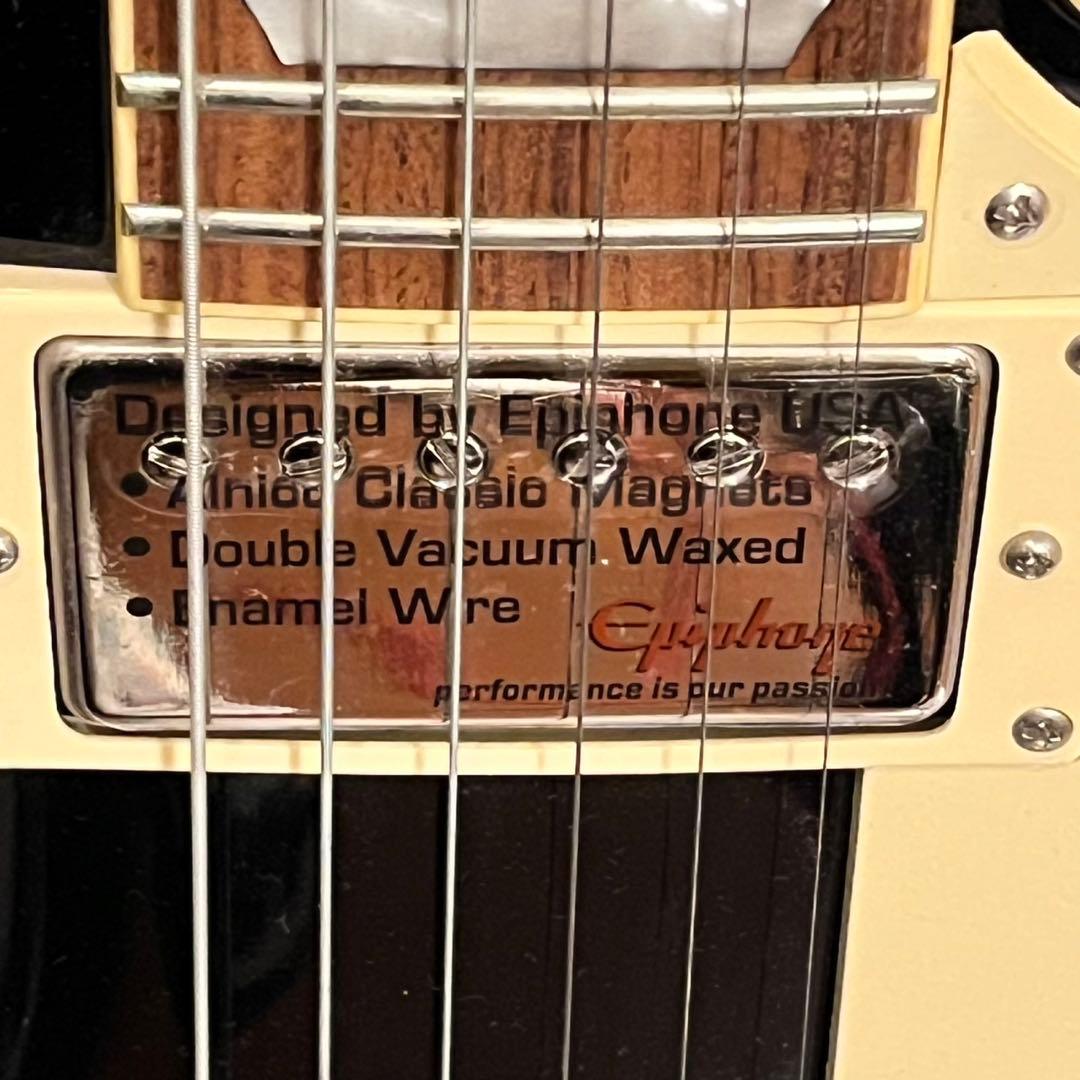 Designed by Epiphone USA
• Alnico Classic Magnets
• Double Vacuum Waxed
• Enamel Wire
Epiphone
performance is our passion